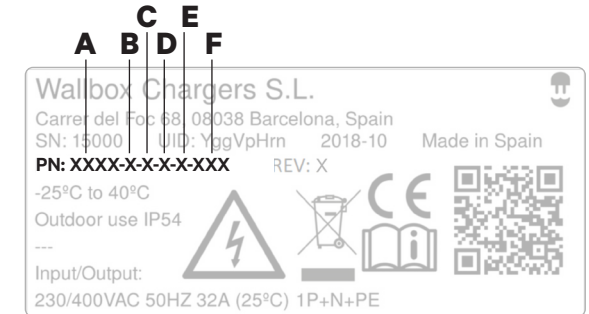 C E
A B D F
Wallbox Chargers S.L.
Carrer del Foc 68, 08038 Barcelona, Spain
SN: 15000 UID: YggVpHrn 2018-10 Made in Spain
PN: XXXX-X-X-X-X-XXX REV: X
-25ºC to 40ºC
Outdoor use IP54
---
Input/Output:
230/400VAC 50HZ 32A (25ºC) 1P+N+PE
CE
i